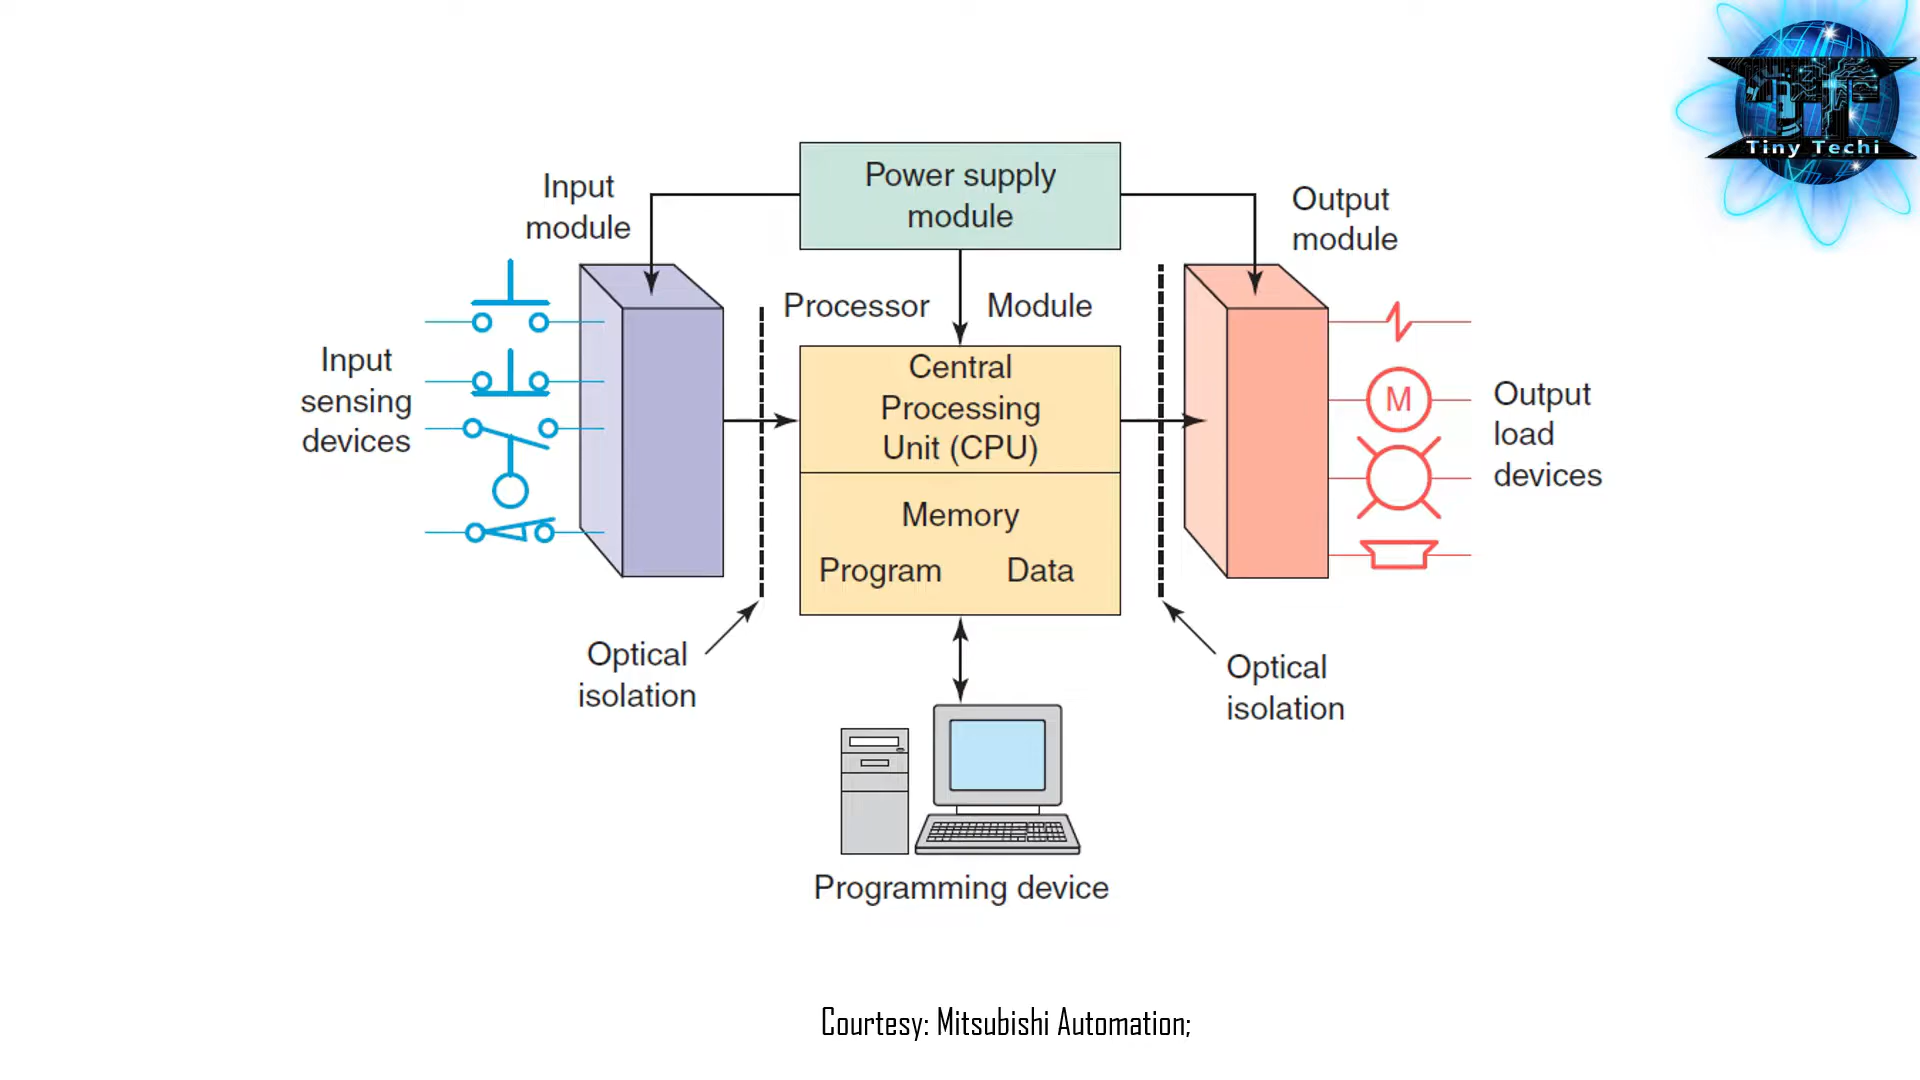 Tiny Techi
Power supply
module
Input
module
Output
module
Processor Module
Input
sensing
devices
Central
Processing
Unit (CPU)
Memory
Program Data
M
Output
load
devices
Optical
isolation
Optical
isolation
Programming device
Courtesy: Mitsubishi Automation;